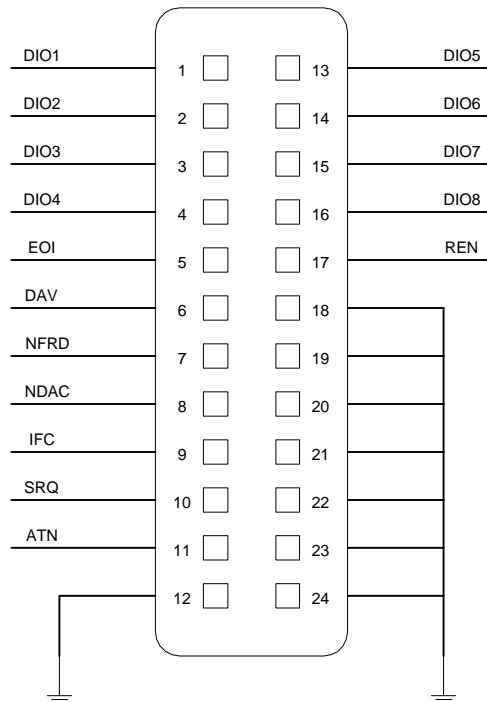 DIO1 1 13 DIO5
DIO2 2 14 DIO6
DIO3 3 15 DIO7
DIO4 4 16 DIO8
EOI 5 17 REN
DAV 6 18
NFRD 7 19
NDAC 8 20
IFC 9 21
SRQ 10 22
ATN 11 23
12 24